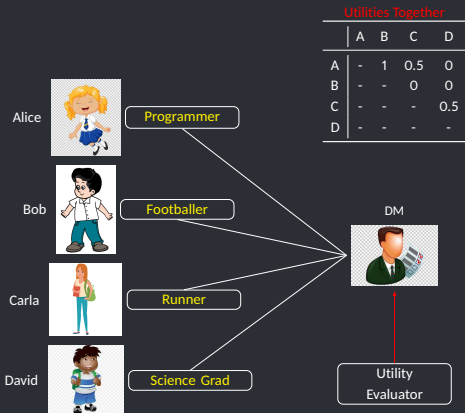 Utilities Together
A B C D
A - 1 0.5 0
B - - 0 0
C - - - 0.5
D - - - -
Alice
Programmer
Bob
Footballer
DM
Carla
Runner
David
Science Grad
Utility
Evaluator